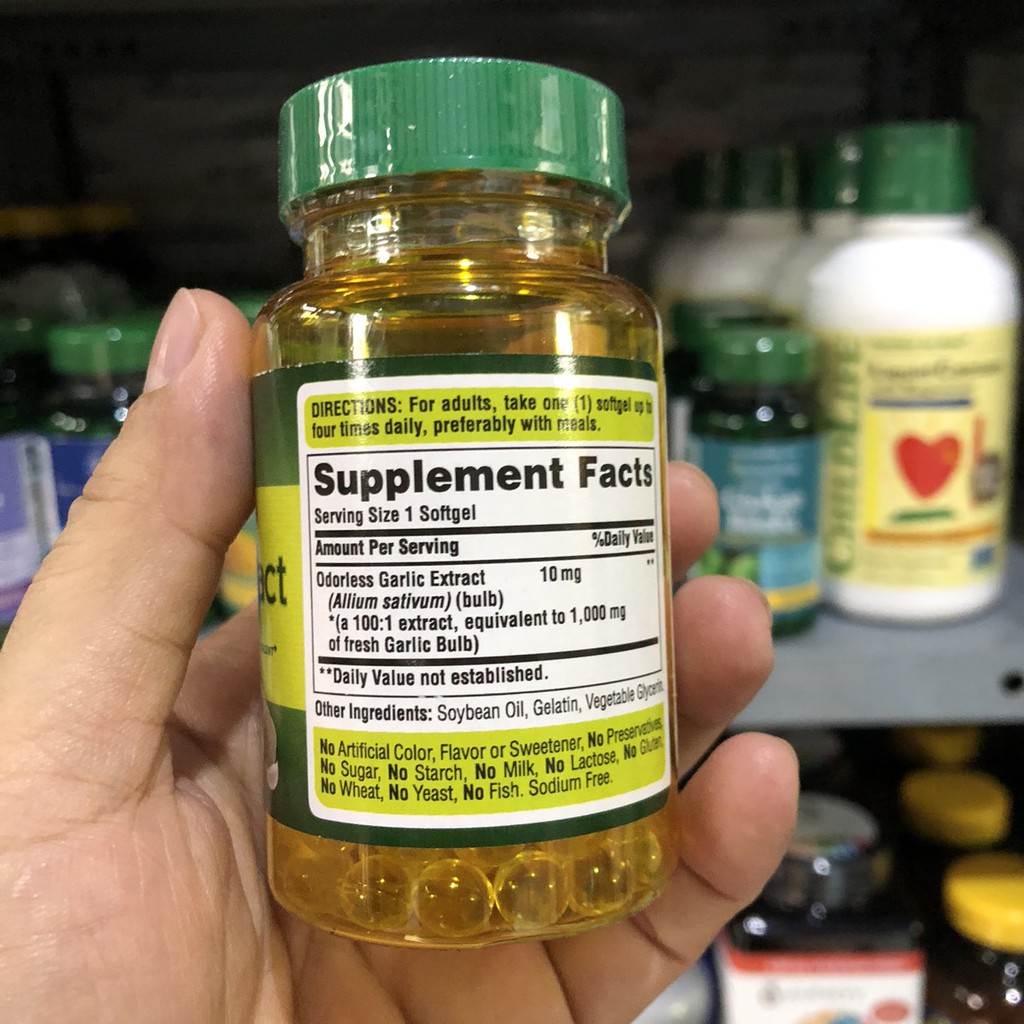 DIRECTIONS: For adults, take one (1) softgel up to
four times daily, preferably with meals.
Supplement Facts
Serving Size 1 Softgel
Amount Per Serving %Daily Value
Odorless Garlic Extract 10 mg **
(Allium sativum) (bulb)
*(a 100:1 extract, equivalent to 1,000 mg
of fresh Garlic Bulb)
**Daily Value not established.
Other Ingredients: Soybean Oil, Gelatin, Vegetable Glycerin.
No Artificial Color, Flavor or Sweetener, No Preservatives,
No Sugar, No Starch, No Milk, No Lactose, No Gluten,
No Wheat, No Yeast, No Fish. Sodium Free.
act
CHILDLIFE